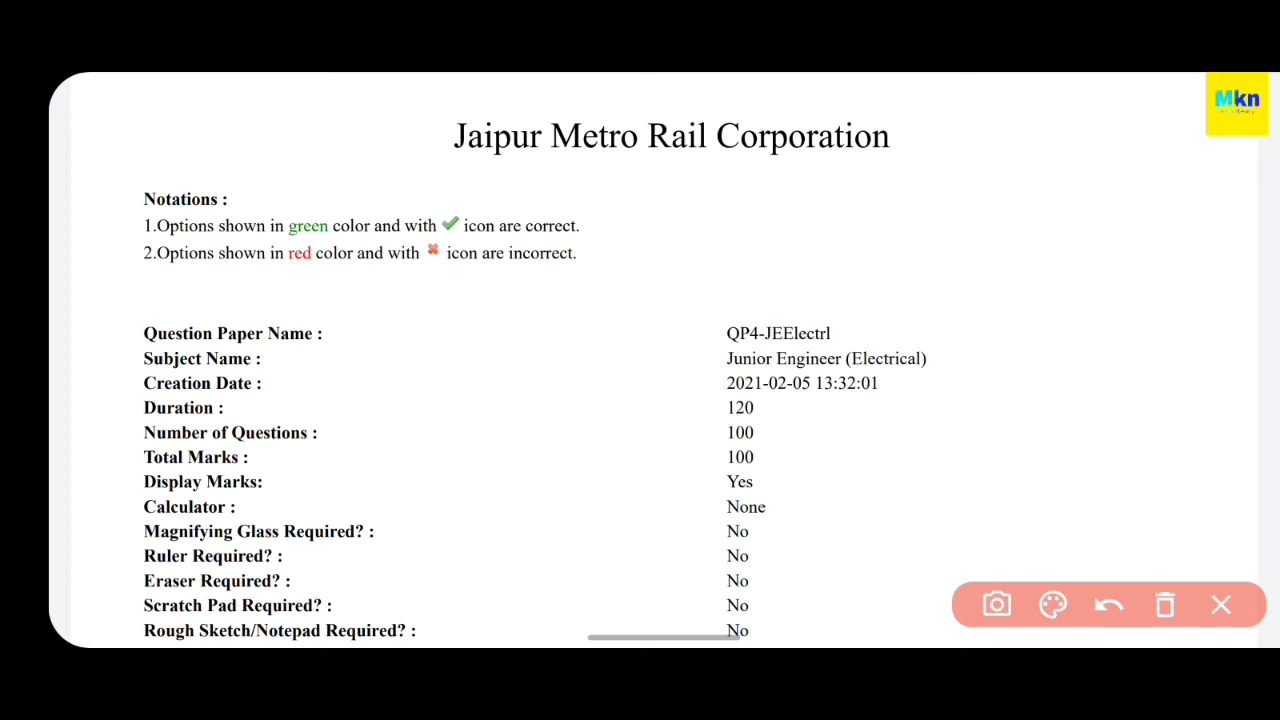 Mkn
Jaipur Metro Rail Corporation
Notations :
1.Options shown in green color and with icon are correct.
2.Options shown in red color and with icon are incorrect.
Question Paper Name : QP4-JEElectrl
Subject Name : Junior Engineer (Electrical)
Creation Date : 2021-02-05 13:32:01
Duration : 120
Number of Questions : 100
Total Marks : 100
Display Marks: Yes
Calculator : None
Magnifying Glass Required? : No
Ruler Required? : No
Eraser Required? : No
Scratch Pad Required? : No
Rough Sketch/Notepad Required? : No